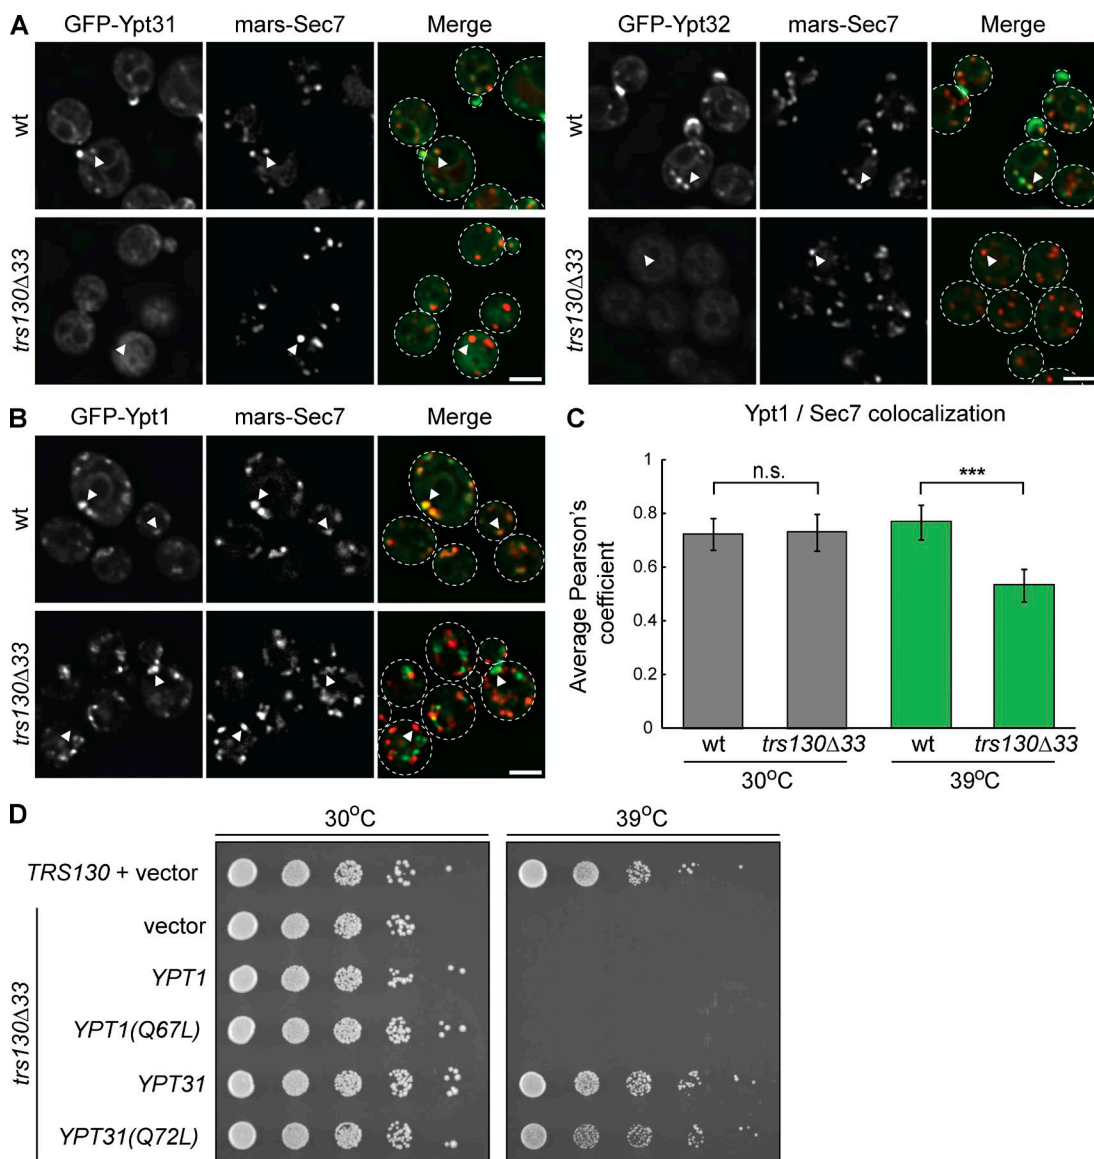 A
GFP-Ypt31 mars-Sec7 Merge GFP-Ypt32 mars-Sec7 Merge
wt wt
trs130Δ33 trs130Δ33
B
GFP-Ypt1 mars-Sec7 Merge
wt
trs130Δ33
C
Ypt1 / Sec7 colocalization
Average Pearson's
coefficient
1
0.8
0.6
0.4
0.2
0
n.s. ***
wt trs130Δ33 wt trs130Δ33
30°C 39°C
D
30°C 39°C
TRS130 + vector
trs130Δ33
vector
YPT1
YPT1(Q67L)
YPT31
YPT31(Q72L)